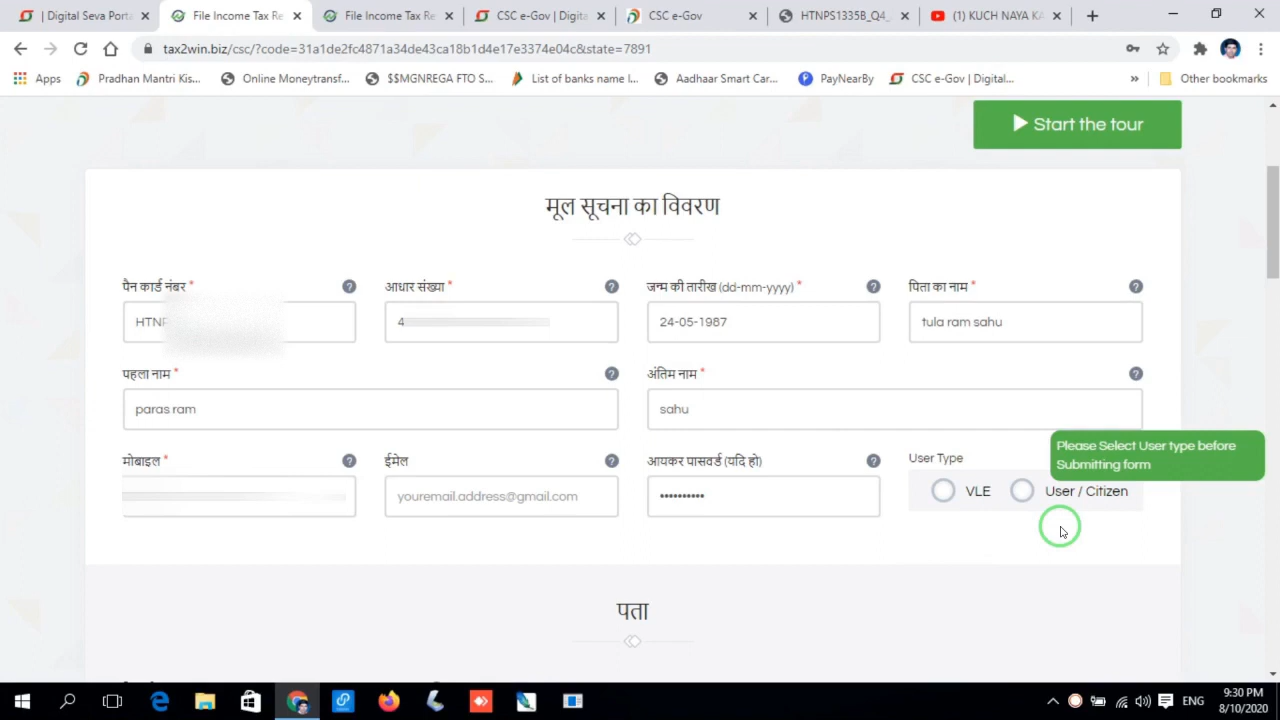 | Digital Seva Porta
File Income Tax Re
File Income Tax Re
CSC e-Gov | Digita
CSC e-Gov
HTNPS1335B_Q4_
(1) KUCH NAYA KA
tax2win.biz/csc/?code=31a1de2fc4871a34de43ca18b1d4e17e3374e04c&state=7891
Apps
Pradhan Mantri Kis...
Online Moneytransf...
$$MGNREGA FTO S...
List of banks name I...
Aadhaar Smart Car...
PayNearBy
CSC e-Gov | Digital...
»
Other bookmarks
Start the tour
मूल सूचना का विवरण
पैन कार्ड नंबर *
आधार संख्या *
जन्म की तारीख (dd-mm-yyyy) *
पिता का नाम *
HTNP
4
24-05-1987
tula ram sahu
पहला नाम *
अंतिम नाम *
paras ram
sahu
Please Select User type before
Submitting form
मोबाइल *
ईमेल
आयकर पासवर्ड (यदि हो)
User Type
youremail.address@gmail.com
••••••••••
VLE
User / Citizen
पता
ENG
9:30 PM
8/10/2020